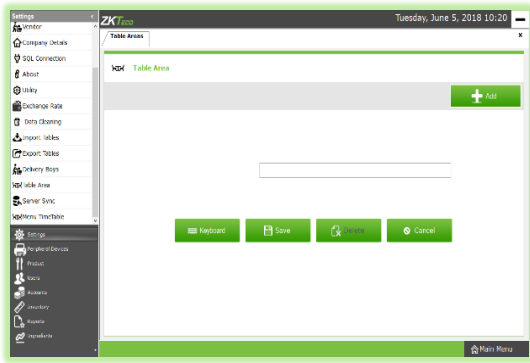 Settings
ZKTeco
Tuesday, June 5, 2018 10:20
Vendor
Table Areas
x
Company Details
SQL Connection
Table Area
About
Utility
Add
Exchange Rate
Data Cleaning
Import Tables
Export Tables
Delivery Boys
Table Area
Server Sync
Menu TimeTable
Keyboard
Save
Delete
Cancel
Settings
Peripheral Devices
Product
Users
Accounts
Inventory
Reports
Ingredients
Main Menu